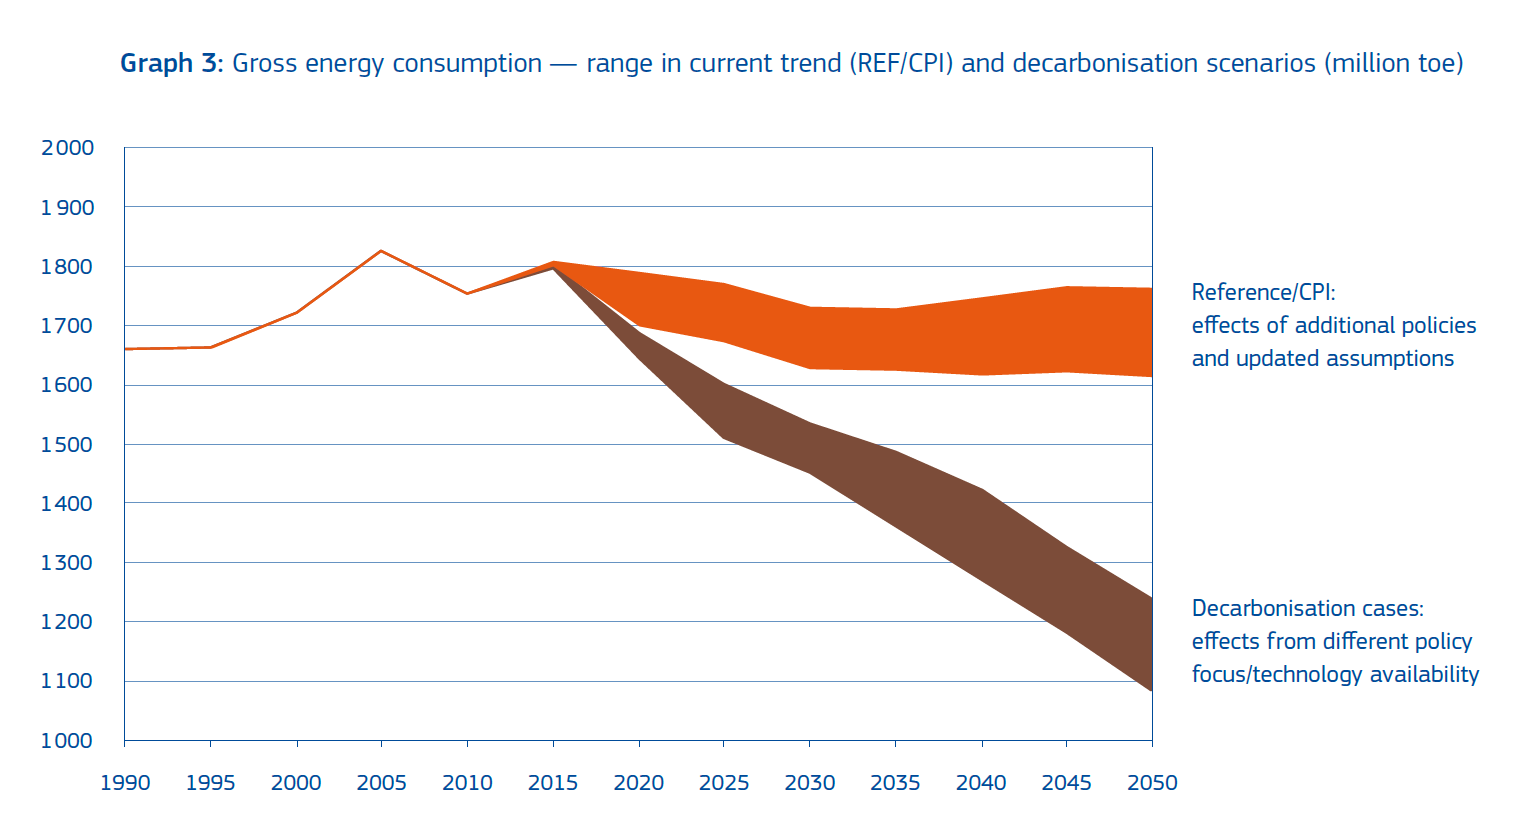 Graph 3: Gross energy consumption — range in current trend (REF/CPI) and decarbonisation scenarios (million toe)
2000
1900
1800
1700
1600
1500
1400
1300
1200
1100
1000
Reference/CPI:
effects of additional policies
and updated assumptions
Decarbonisation cases:
effects from different policy
focus/technology availability
1990 1995 2000 2005 2010 2015 2020 2025 2030 2035 2040 2045 2050